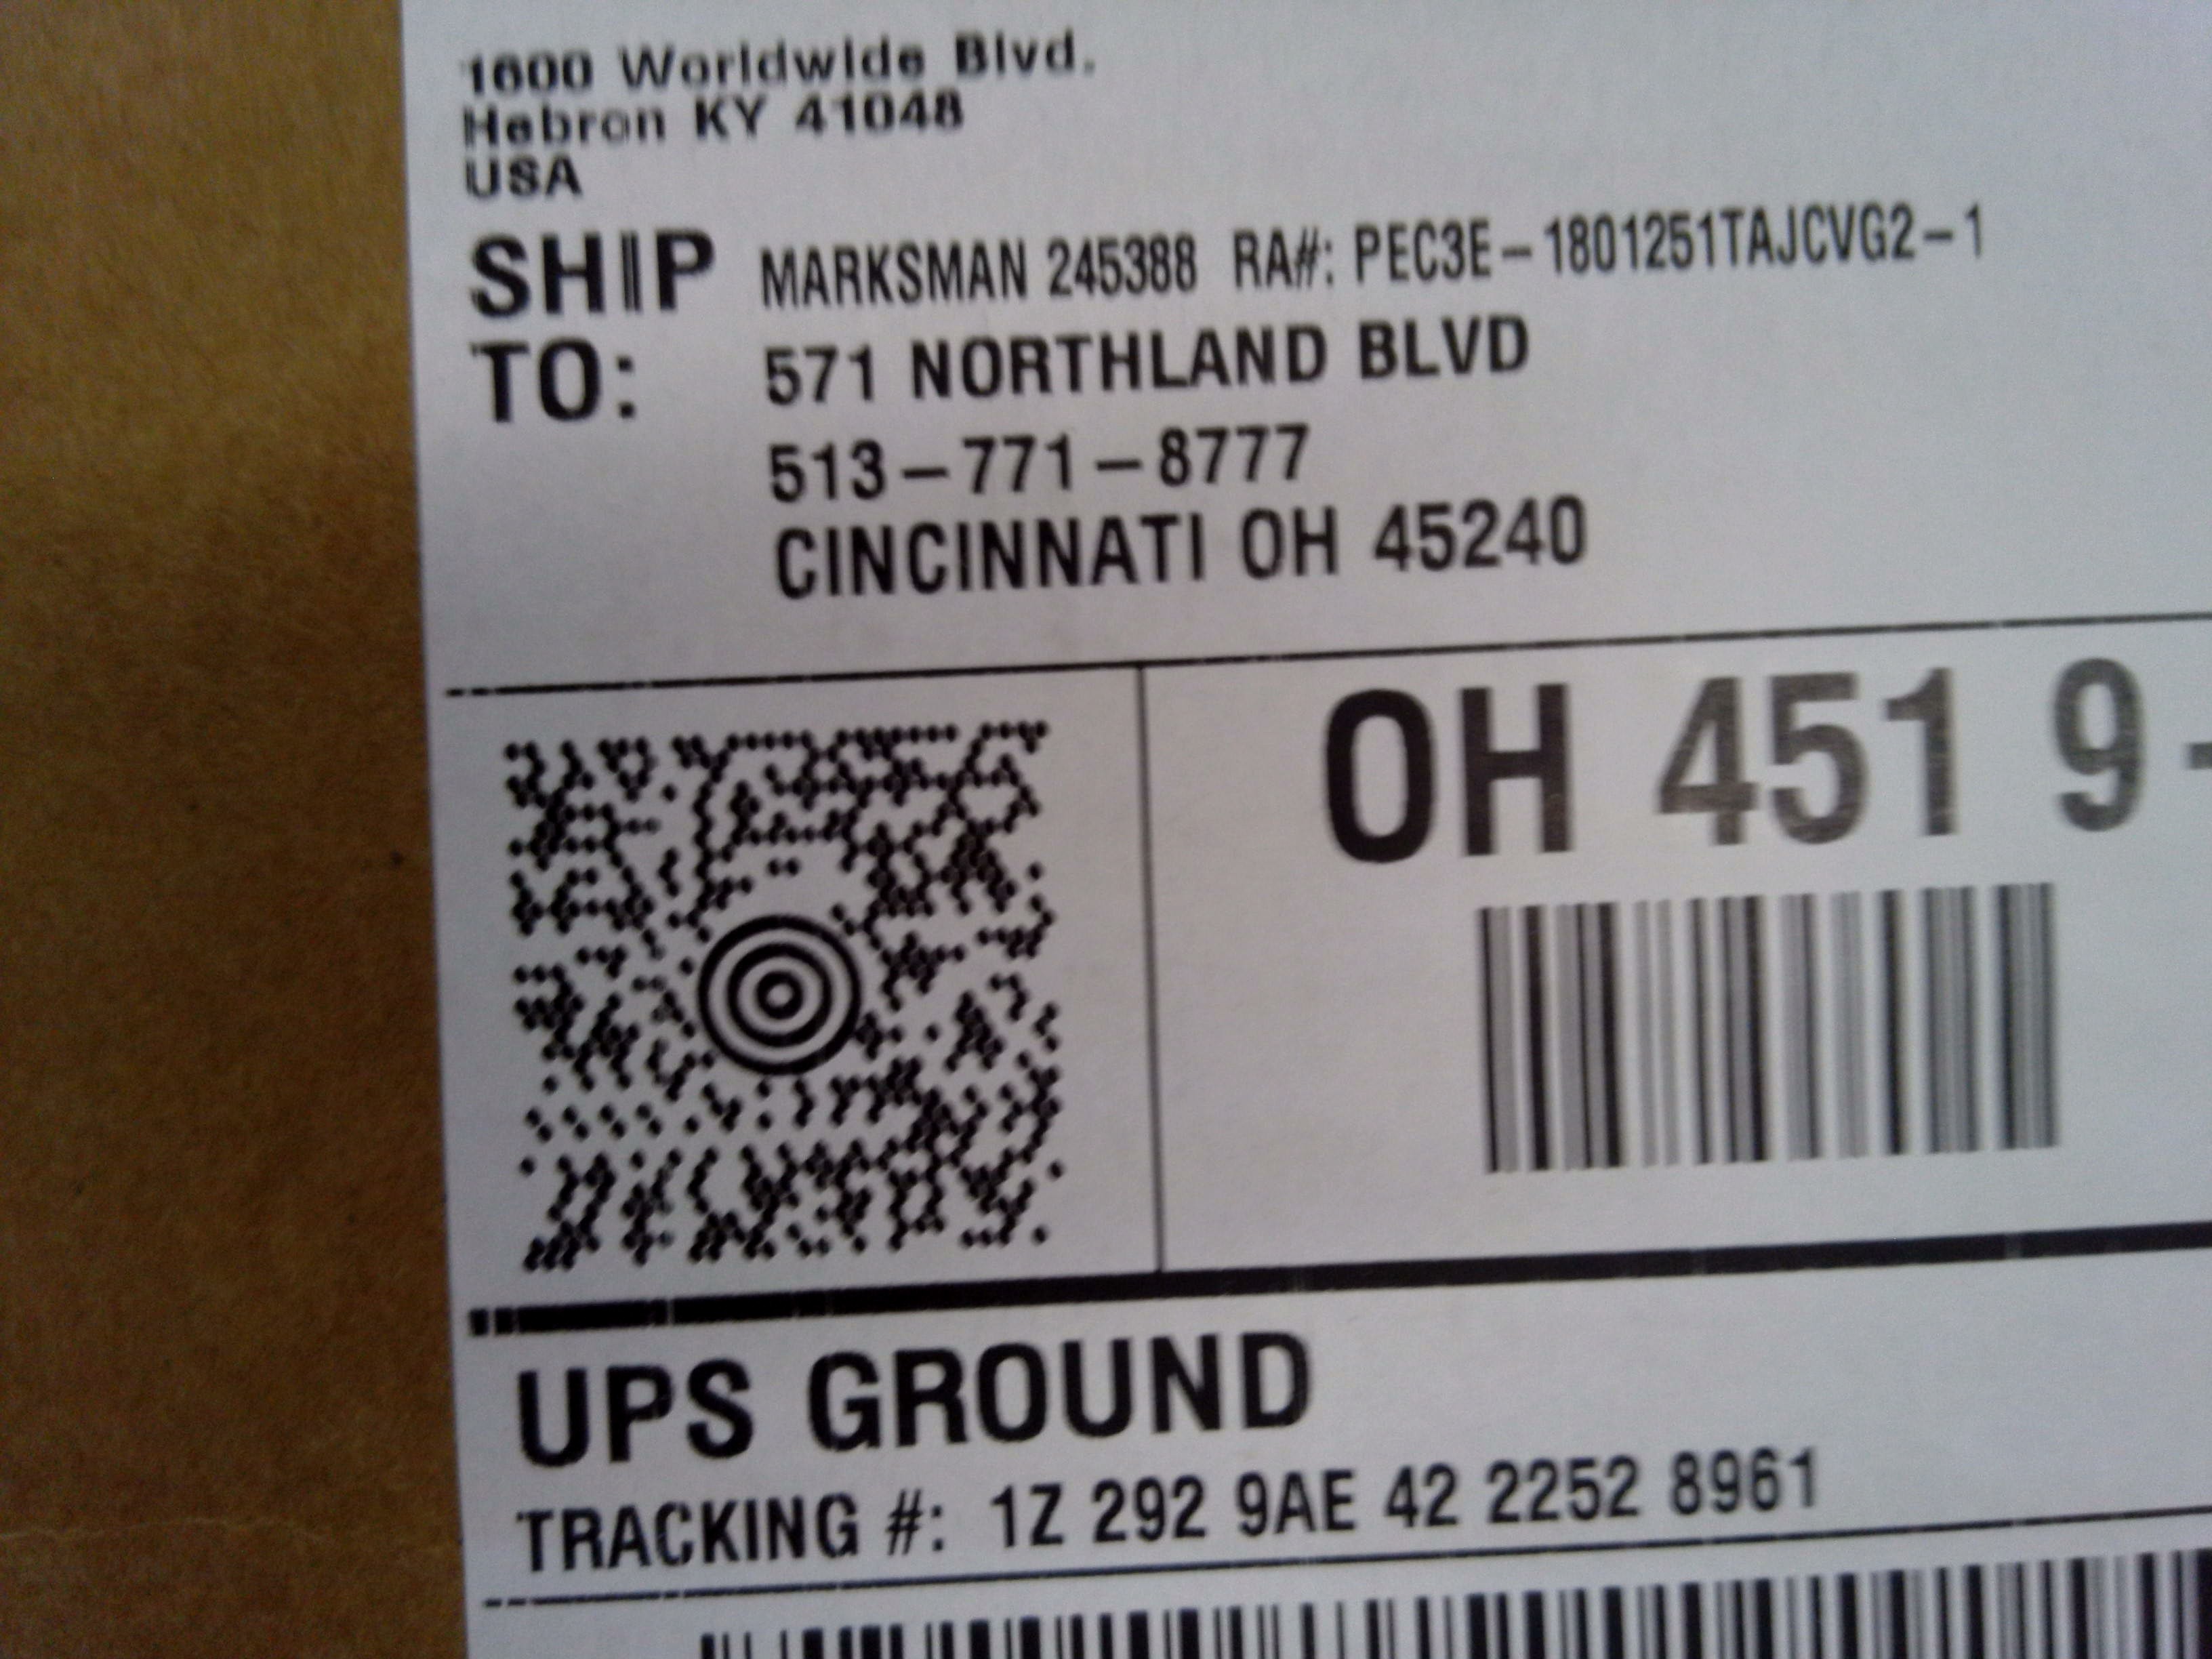 1600 Worldwide Blvd.
Hebron KY 41048
USA
SHIP TO:
MARKSMAN 245388 RA#: PEC3E-1801251TAJCVG2-1
571 NORTHLAND BLVD
513-771-8777
CINCINNATI OH 45240
OH 451 9-
UPS GROUND
TRACKING #: 1Z 292 9AE 42 2252 8961